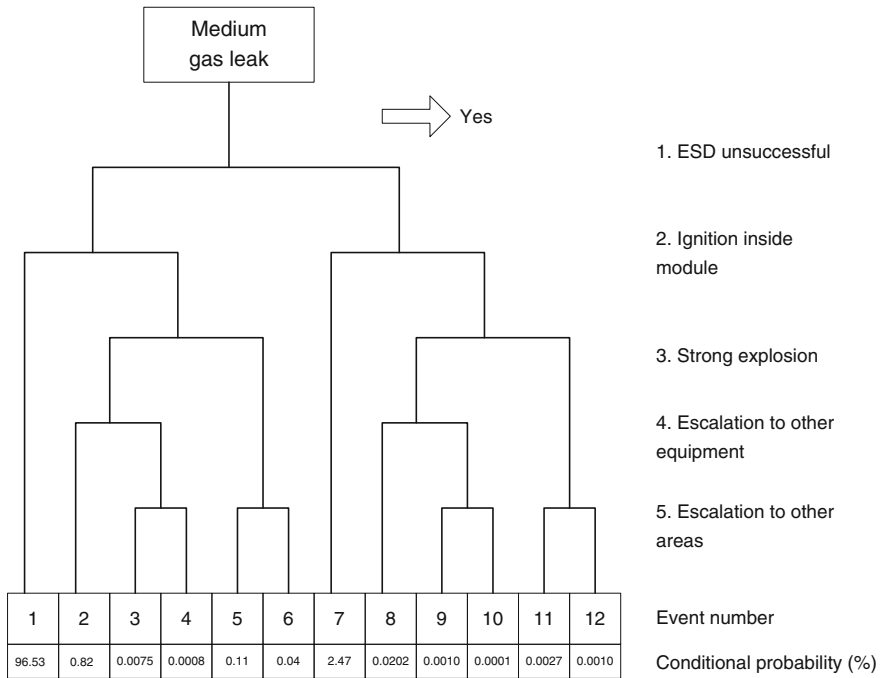 Medium
gas leak
Yes
1. ESD unsuccessful
2. Ignition inside
module
3. Strong explosion
4. Escalation to other
equipment
5. Escalation to other
areas
1 2 3 4 5 6 7 8 9 10 11 12 Event number
96.53 0.82 0.0075 0.0008 0.11 0.04 2.47 0.0202 0.0010 0.0001 0.0027 0.0010 Conditional probability (%)